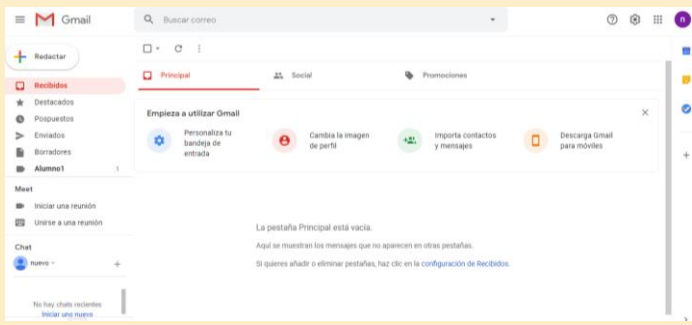 Gmail
Buscar correo
n
Redactar
Recibidos
Destacados
Pospuestos
Enviados
Borradores
Alumno1 1
Meet
Iniciar una reunión
Unirse a una reunión
Chat
nuevo
No hay chats recientes
Iniciar uno nuevo
Principal
Social
Promociones
Empieza a utilizar Gmail
Personaliza tu
bandeja de
entrada
Cambia la imagen
de perfil
Importa contactos
y mensajes
Descarga Gmail
para móviles
La pestaña Principal está vacía.
Aquí se muestran los mensajes que no aparecen en otras pestañas.
Si quieres añadir o eliminar pestañas, haz clic en la configuración de Recibidos.